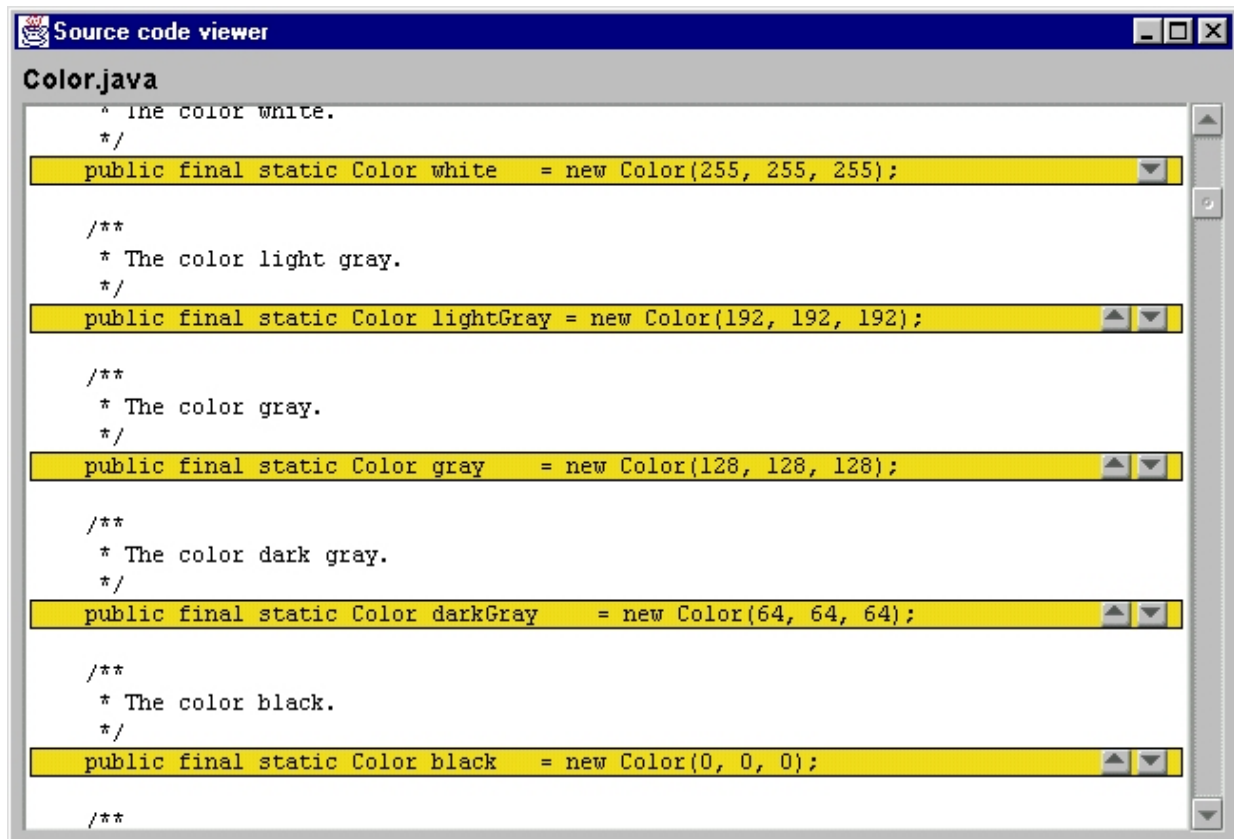 Source code viewer
Color.java
* The color white.
*/
public final static Color white   = new Color(255, 255, 255);
/**
* The color light gray.
*/
public final static Color lightGray = new Color(192, 192, 192);
/**
* The color gray.
*/
public final static Color gray    = new Color(128, 128, 128);
/**
* The color dark gray.
*/
public final static Color darkGray    = new Color(64, 64, 64);
/**
* The color black.
*/
public final static Color black   = new Color(0, 0, 0);
/**